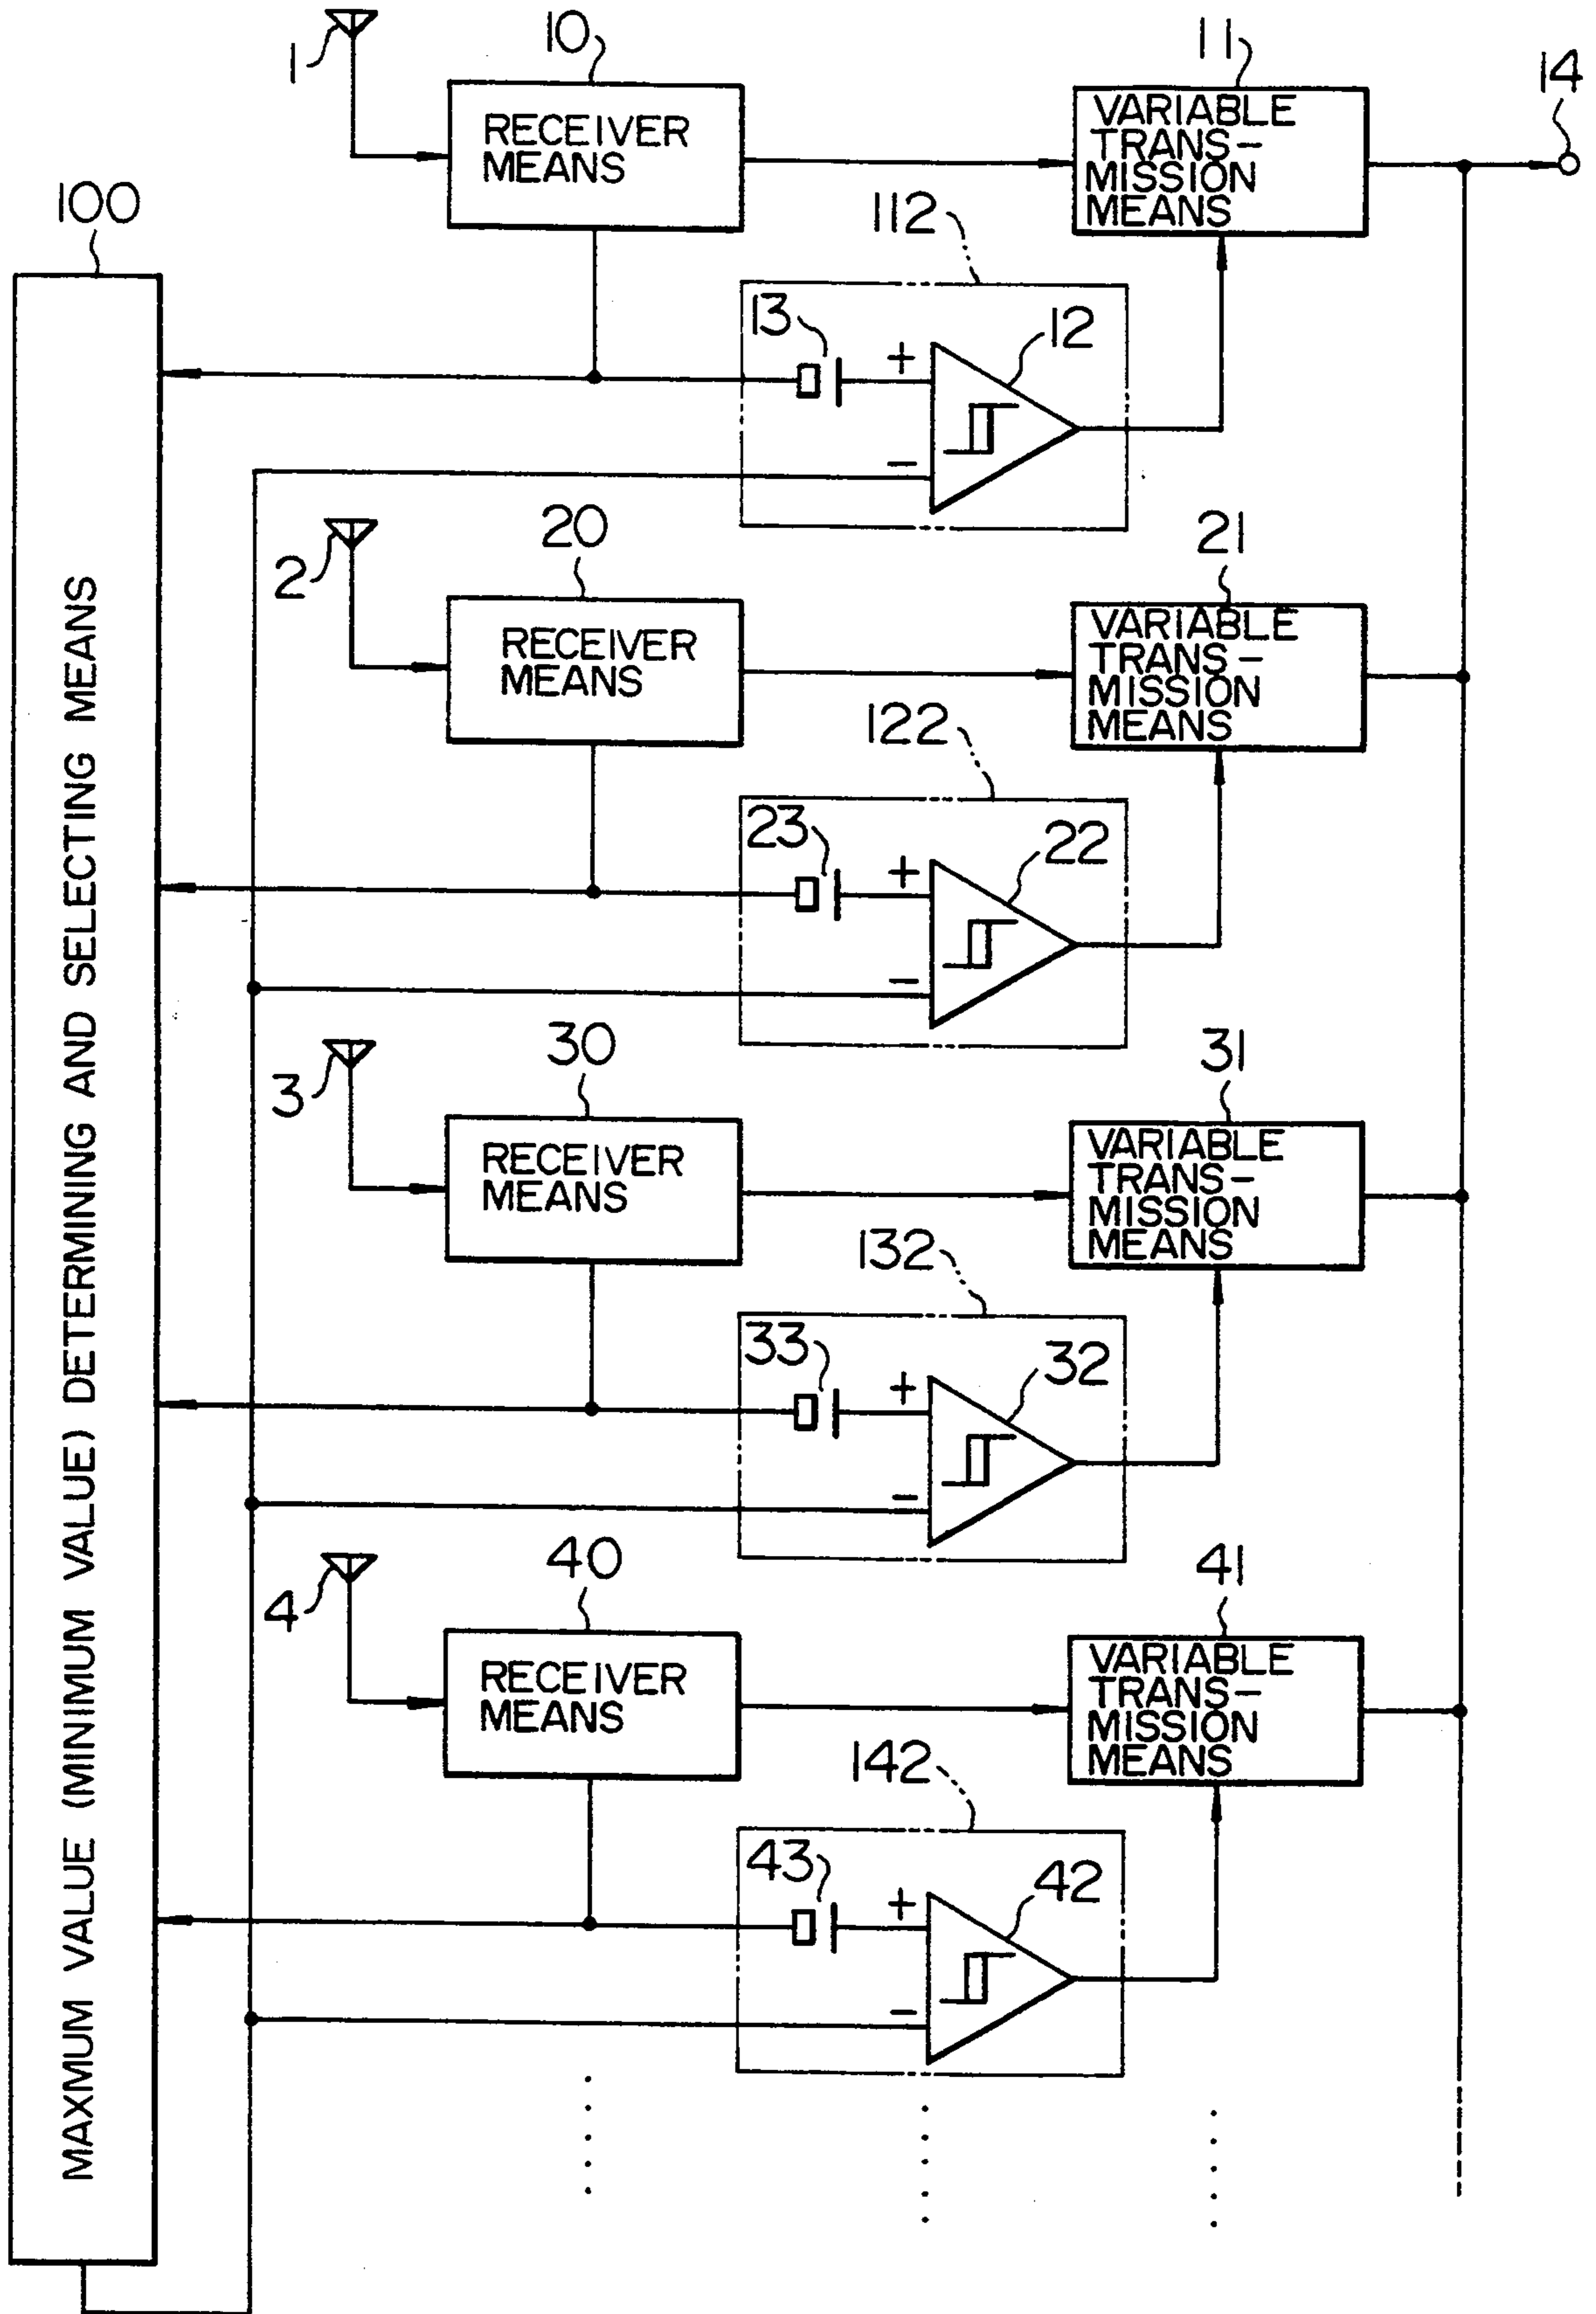 1
10
11
14
RECEIVER
MEANS
VARIABLE
TRANS-
MISSION
MEANS
100
112
13
+
12
-
MAXMUM VALUE (MINIMUM VALUE) DETERMINING AND SELECTING MEANS
2
20
21
RECEIVER
MEANS
VARIABLE
TRANS-
MISSION
MEANS
122
23
+
22
-
3
30
31
RECEIVER
MEANS
VARIABLE
TRANS-
MISSION
MEANS
132
33
+
32
-
4
40
41
RECEIVER
MEANS
VARIABLE
TRANS-
MISSION
MEANS
142
43
+
42
-